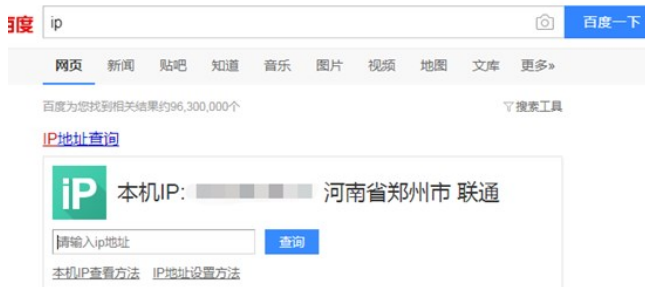 百度 ip 百度一下
网页 新闻 贴吧 知道 音乐 图片 视频 地图 文库 更多»
百度为您找到相关结果约96,300,000个 搜索工具
IP地址查询
iP 本机IP: 河南省郑州市 联通
请输入ip地址 查询
本机IP查看方法 IP地址设置方法